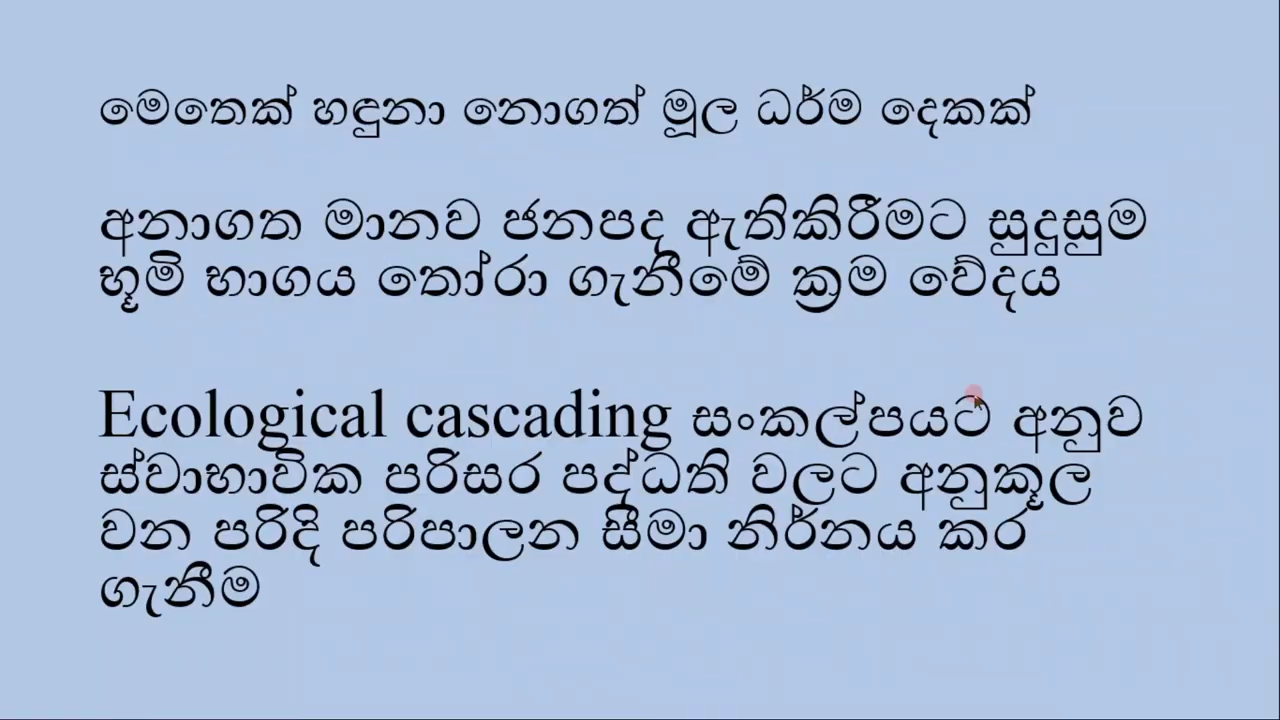 මෙතෙක් හඳුනා නොගත් මූල ධර්ම දෙකක්
අනාගත මානව ජනපද ඇතිකිරීමට සුදුසුම
භූමි භාගය තෝරා ගැනීමේ ක්‍රම වේදය
Ecological cascading සංකල්පයට අනුව
ස්වාභාවික පරිසර පද්ධති වලට අනුකූල
වන පරිදි පරිපාලන සීමා නිර්නය කර
ගැනීම